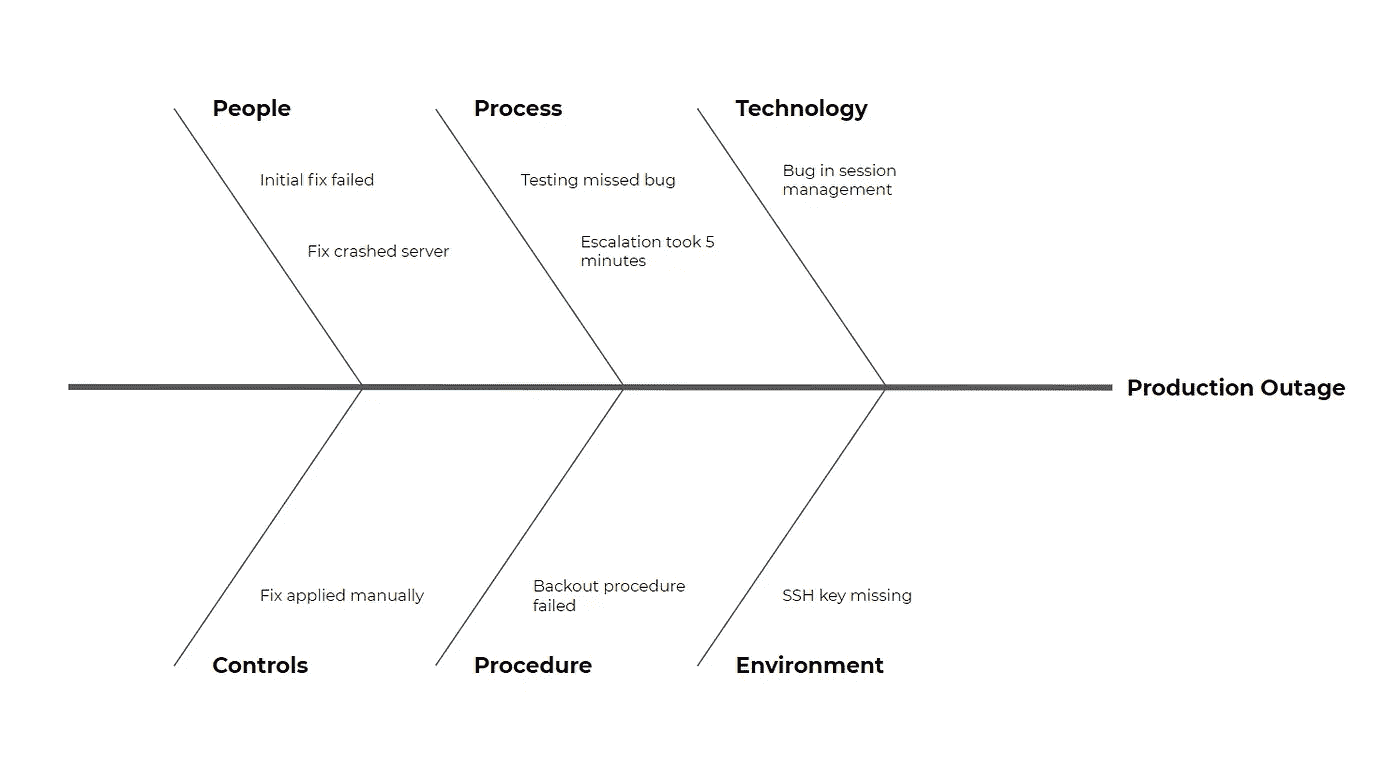 People
Process
Technology
Initial fix failed
Testing missed bug
Bug in session
management
Fix crashed server
Escalation took 5
minutes
Production Outage
Fix applied manually
Backout procedure
failed
SSH key missing
Controls
Procedure
Environment